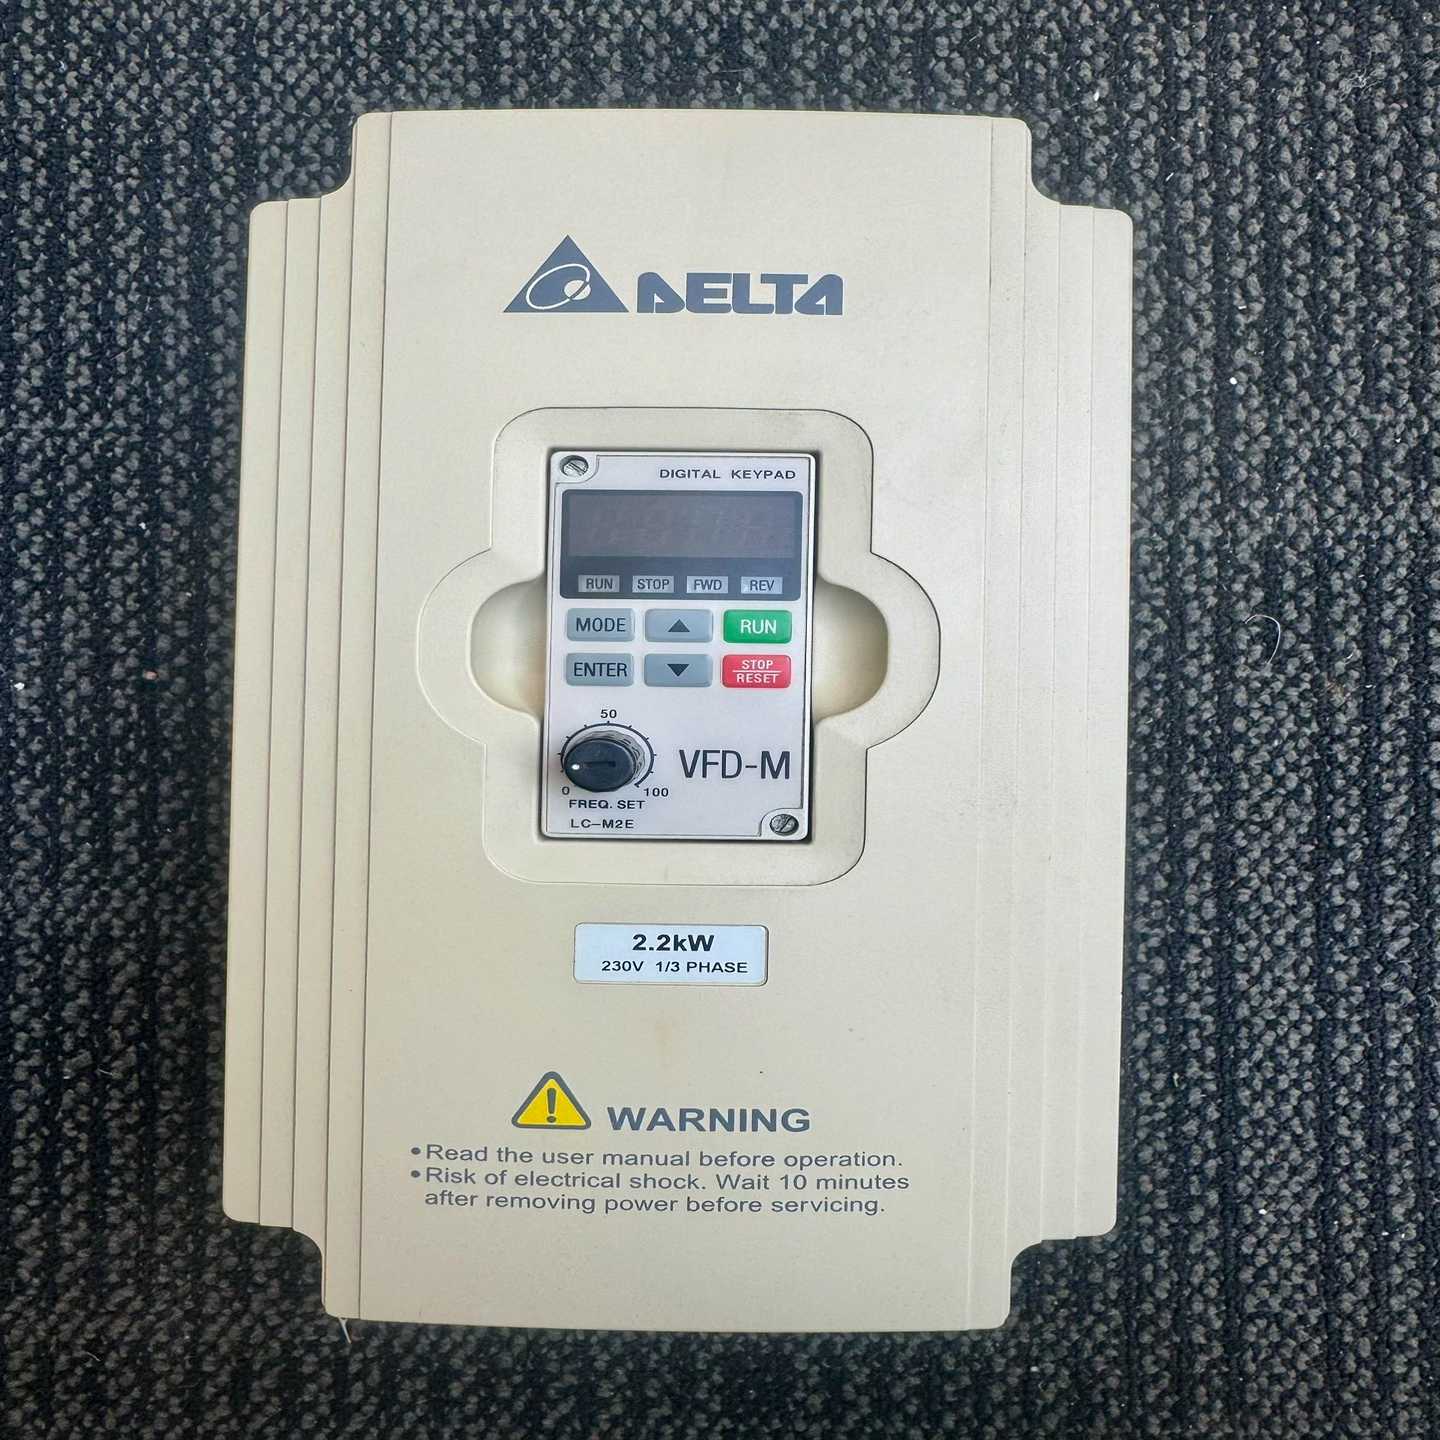 DELTA
DIGITAL KEYPAD
RUN STOP FWD REV
MODE RUN
ENTER STOP
RESET
50
VFD-M
0 100
FREQ. SET
LC-M2E
2.2kW
230V 1/3 PHASE
! WARNING
•Read the user manual before operation.
•Risk of electrical shock. Wait 10 minutes
after removing power before servicing.